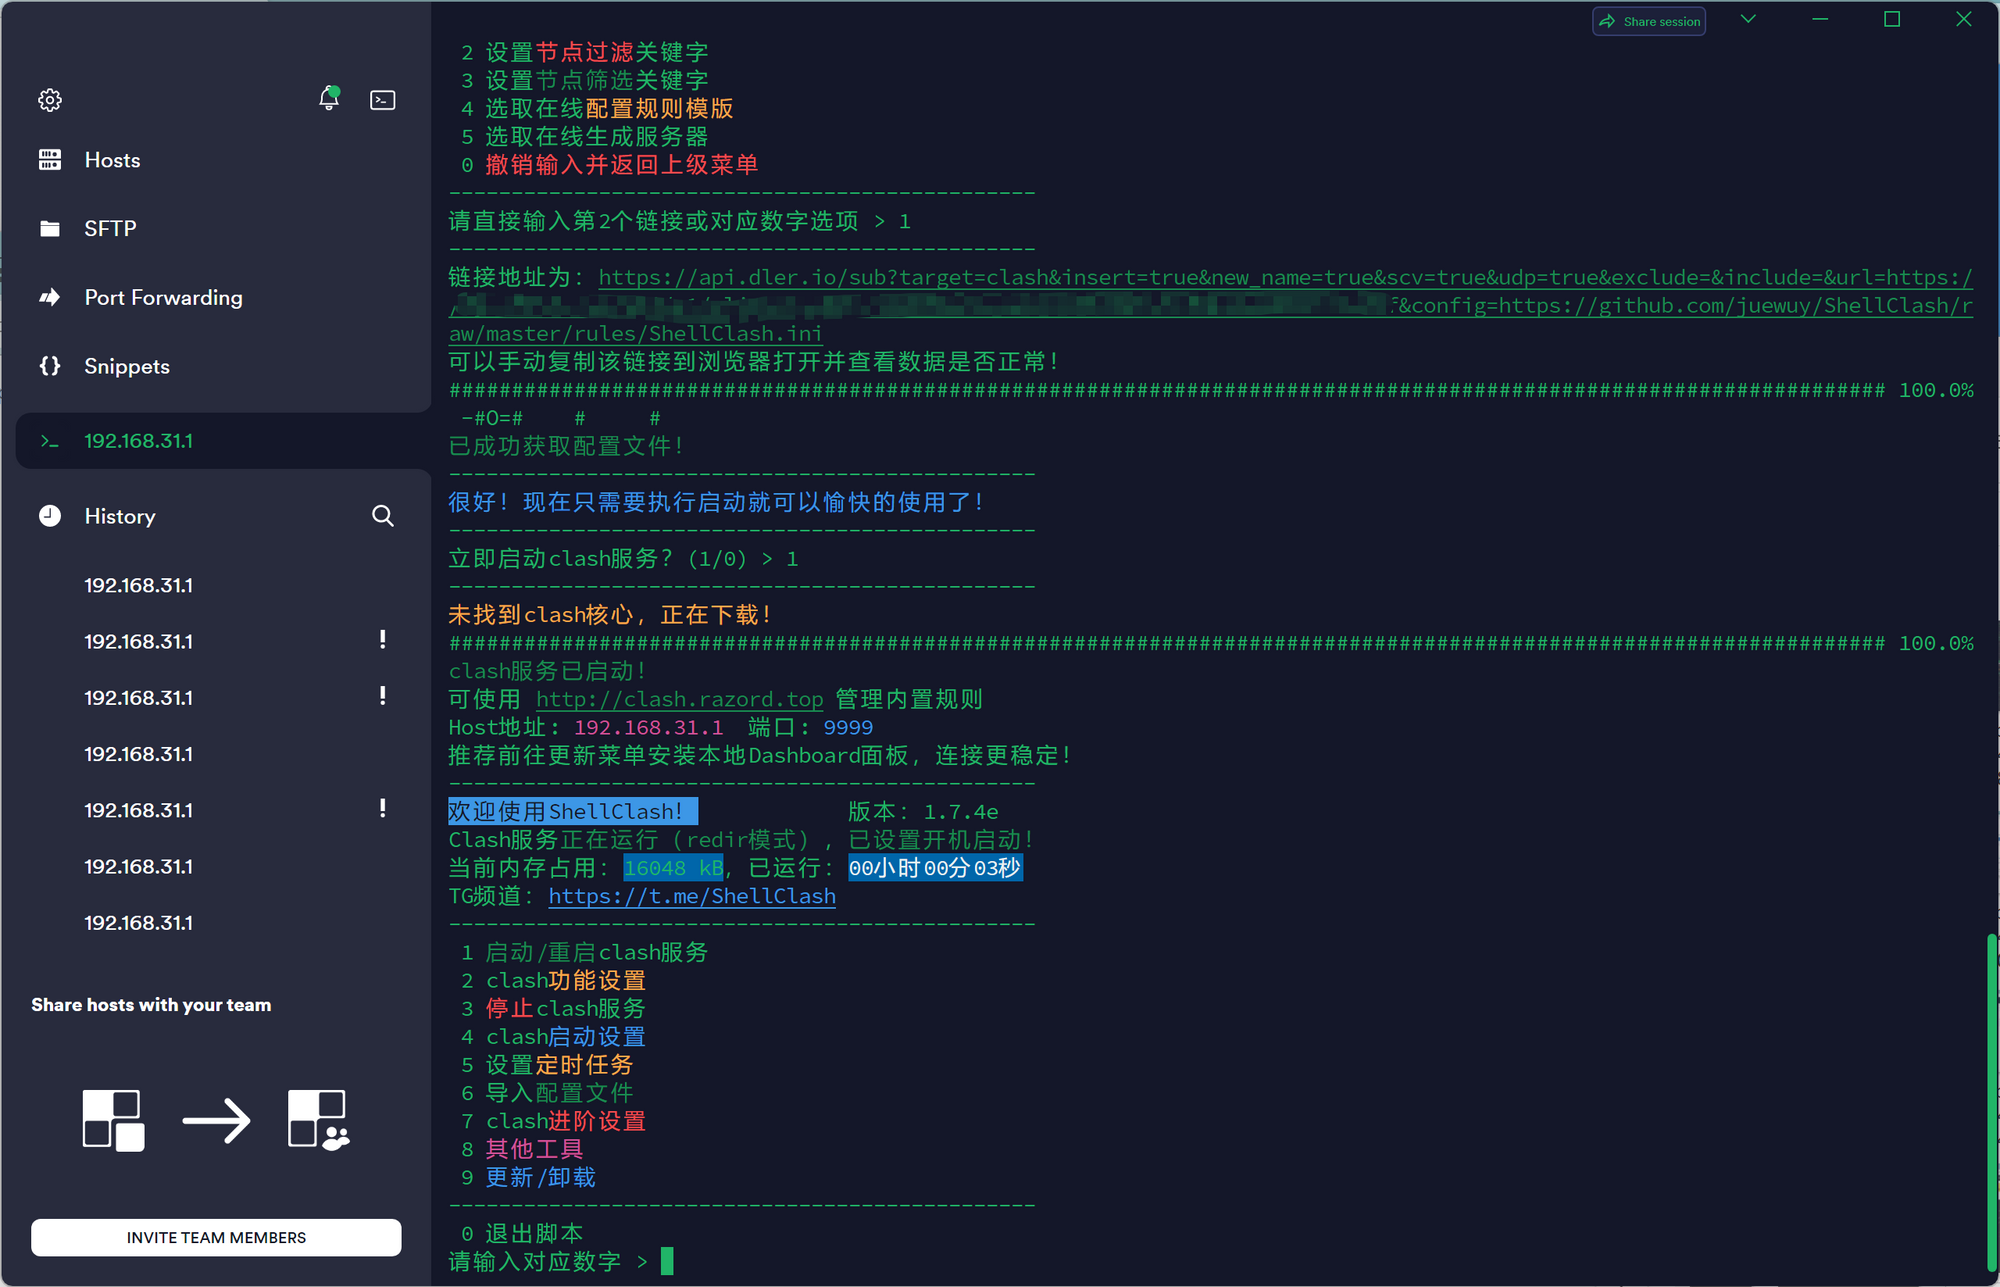 Share session
Hosts
SFTP
Port Forwarding
Snippets
192.168.31.1
History
192.168.31.1
192.168.31.1 !
192.168.31.1 !
192.168.31.1
192.168.31.1 !
192.168.31.1
192.168.31.1
Share hosts with your team
INVITE TEAM MEMBERS
2 设置节点过滤关键字
3 设置节点筛选关键字
4 选取在线配置规则模版
5 选取在线生成服务器
0 撤销输入并返回上级菜单
-----------------------------------------------
请直接输入第2个链接或对应数字选项 > 1
-----------------------------------------------
链接地址为：https://api.dler.io/sub?target=clash&insert=true&new_name=true&scv=true&udp=true&exclude=&include=&url=https:/
/ &config=https://github.com/juewuy/ShellClash/r
aw/master/rules/ShellClash.ini
可以手动复制该链接到浏览器打开并查看数据是否正常！
################################################################################################################### 100.0%
-#O=#    #     #
已成功获取配置文件！
-----------------------------------------------
很好！现在只需要执行启动就可以愉快的使用了！
-----------------------------------------------
立即启动clash服务？(1/0) > 1
-----------------------------------------------
未找到clash核心，正在下载！
################################################################################################################### 100.0%
clash服务已启动！
可使用 http://clash.razord.top 管理内置规则
Host地址：192.168.31.1 端口：9999
推荐前往更新菜单安装本地Dashboard面板，连接更稳定！
-----------------------------------------------
欢迎使用ShellClash！ 版本：1.7.4e
Clash服务正在运行（redir模式），已设置开机启动！
当前内存占用：16048 kB，已运行：00小时00分03秒
TG频道：https://t.me/ShellClash
-----------------------------------------------
1 启动/重启clash服务
2 clash功能设置
3 停止clash服务
4 clash启动设置
5 设置定时任务
6 导入配置文件
7 clash进阶设置
8 其他工具
9 更新/卸载
-----------------------------------------------
0 退出脚本
请输入对应数字 >